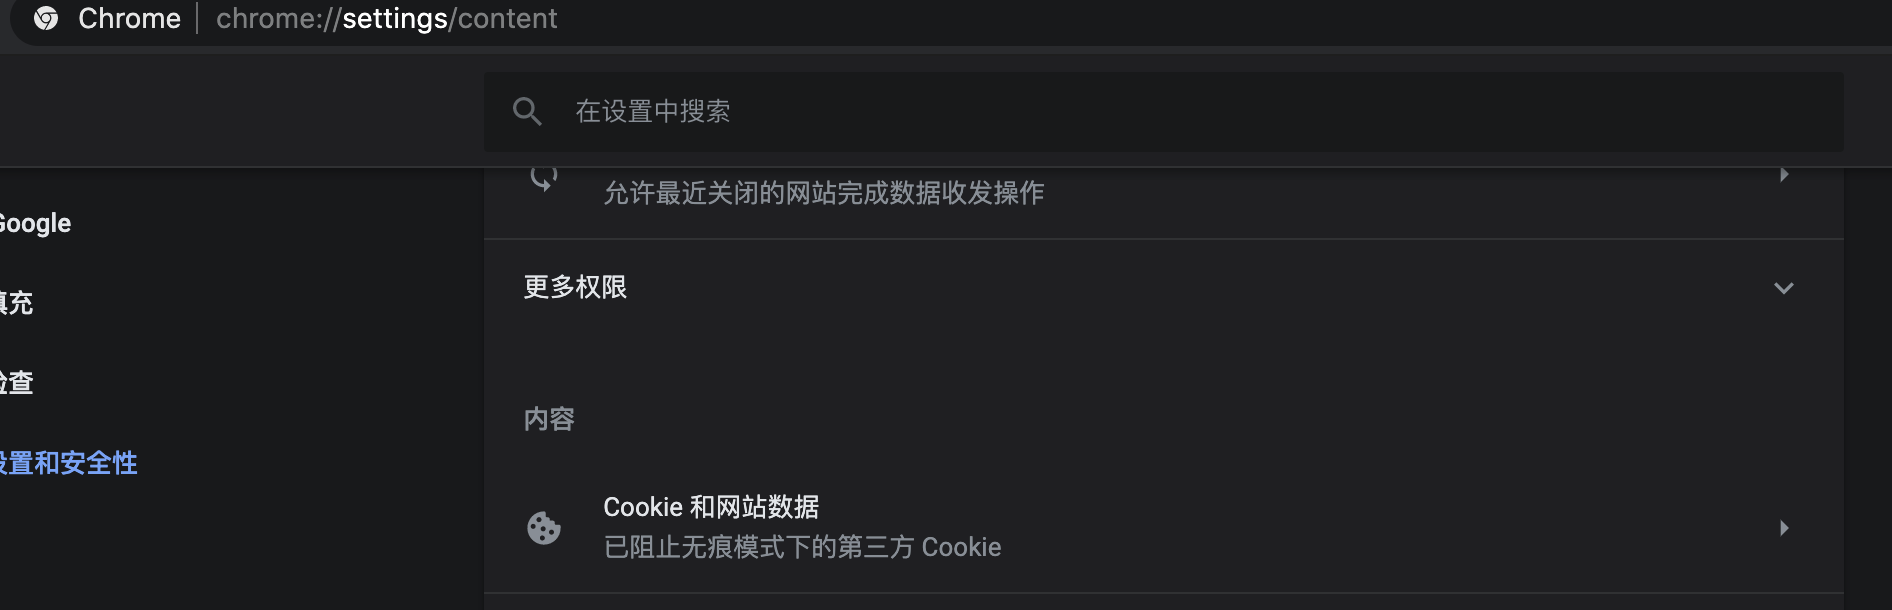 Chrome | chrome://settings/content
在设置中搜索
允许最近关闭的网站完成数据收发操作
Google
更多权限
填充
检查
内容
设置和安全性
Cookie 和网站数据
已阻止无痕模式下的第三方 Cookie